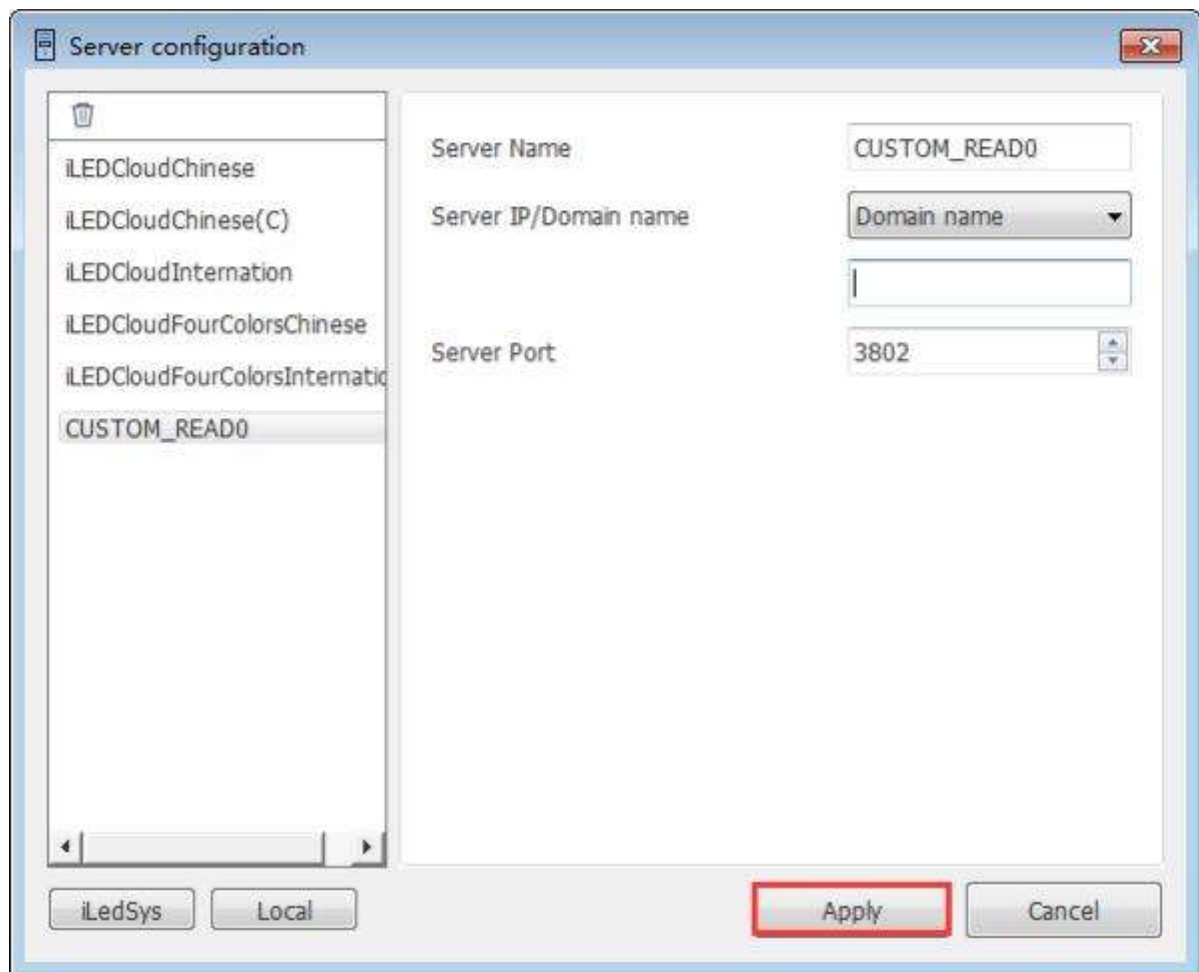 Server configuration
iLEDCloudChinese
iLEDCloudChinese(C)
iLEDCloudInternation
iLEDCloudFourColorsChinese
iLEDCloudFourColorsInternatic
CUSTOM_READ0
Server Name
CUSTOM_READ0
Server IP/Domain name
Domain name
Server Port
3802
iLedSys
Local
Apply
Cancel